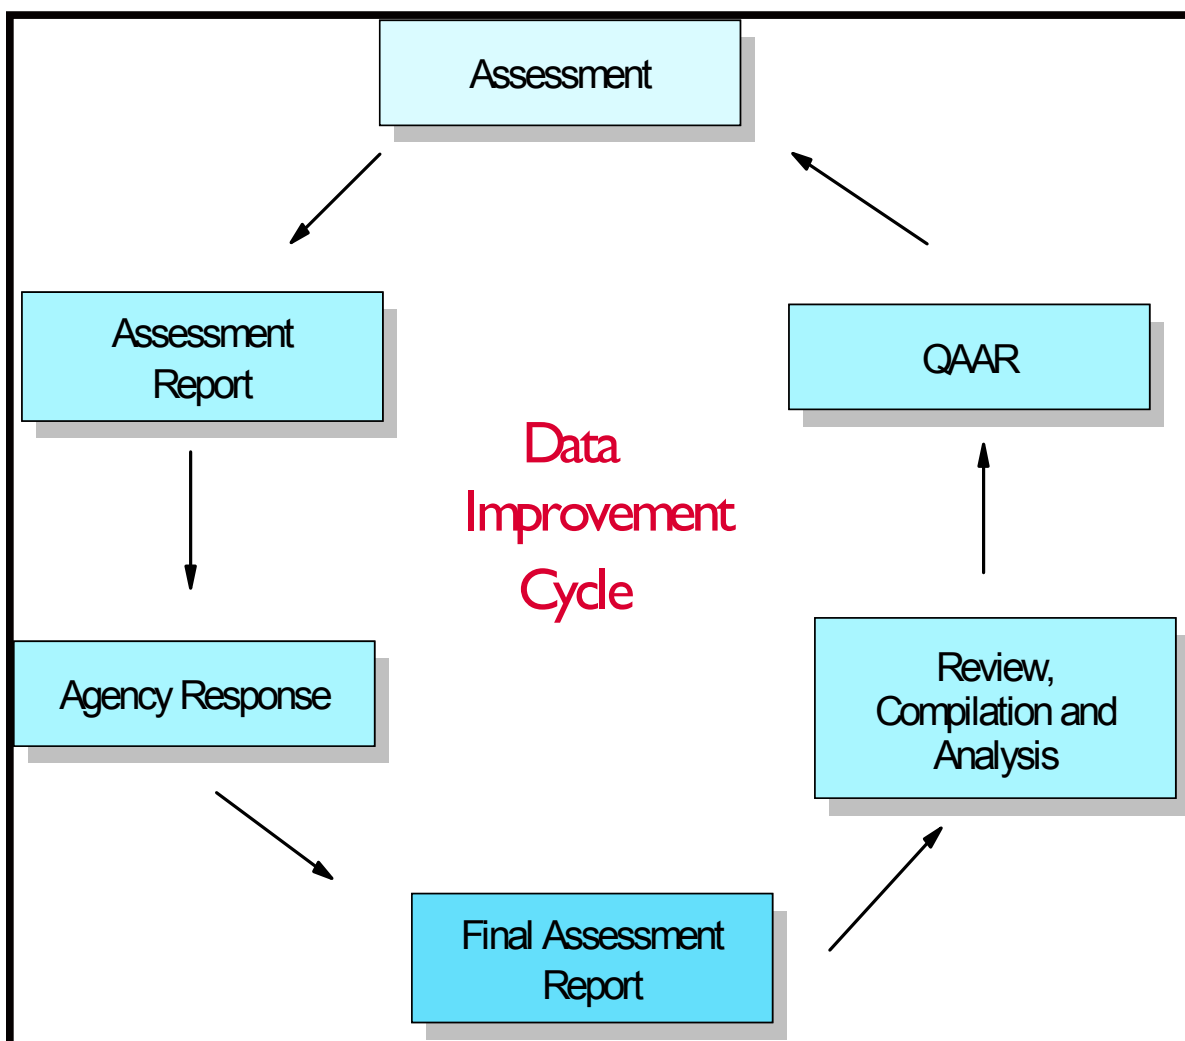 Assessment
Assessment
Report
QAAR
Data
Improvement
Cycle
Agency Response
Review,
Compilation and
Analysis
Final Assessment
Report